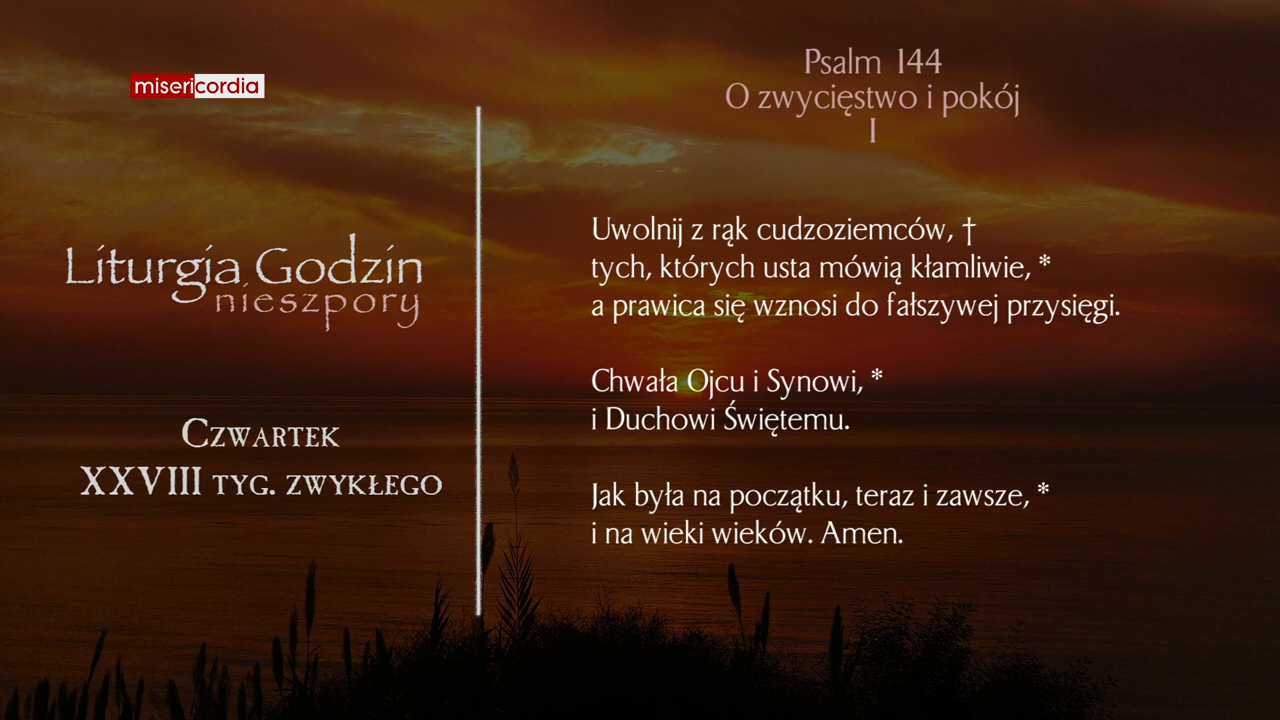 misericordia
Liturgia Godzin
nieszpory
Czwartek
XXVIII tyg. zwykłego
Psalm 144
O zwycięstwo i pokój
I
Uwolnij z rąk cudzoziemców, †
tych, których usta mówią kłamliwie, *
a prawica się wznosi do fałszywej przysięgi.
Chwała Ojcu i Synowi, *
i Duchowi Świętemu.
Jak była na początku, teraz i zawsze, *
i na wieki wieków. Amen.